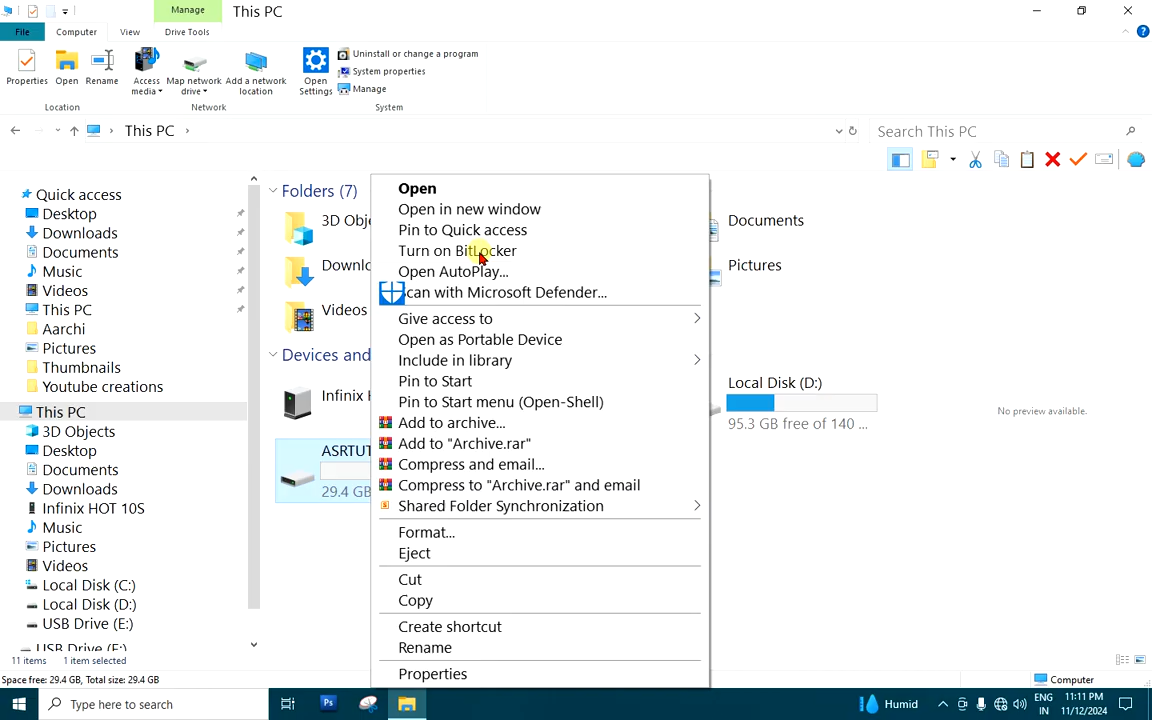 Manage
This PC
File
Computer
View
Drive Tools
Properties
Open
Rename
Access media
Map network drive
Add a network location
Open Settings
Uninstall or change a program
System properties
Manage
Location
Network
System
This PC
Search This PC
Quick access
Desktop
Downloads
Documents
Music
Videos
This PC
Aarchi
Pictures
Thumbnails
Youtube creations
This PC
3D Objects
Desktop
Documents
Downloads
Infinix HOT 10S
Music
Pictures
Videos
Local Disk (C:)
Local Disk (D:)
USB Drive (E:)
Folders (7)
3D Obje
Downlo
Videos
Documents
Pictures
Devices and
Infinix H
ASRTUT
29.4 GB
Local Disk (D:)
95.3 GB free of 140 ...
No preview available.
Open
Open in new window
Pin to Quick access
Turn on BitLocker
Open AutoPlay...
can with Microsoft Defender...
Give access to
Open as Portable Device
Include in library
Pin to Start
Pin to Start menu (Open-Shell)
Add to archive...
Add to "Archive.rar"
Compress and email...
Compress to "Archive.rar" and email
Shared Folder Synchronization
Format...
Eject
Cut
Copy
Create shortcut
Rename
Properties
11 items 1 item selected
Space free: 29.4 GB, Total size: 29.4 GB
Computer
Type here to search
Ps
Humid
ENG
IN
11:11 PM
11/12/2024